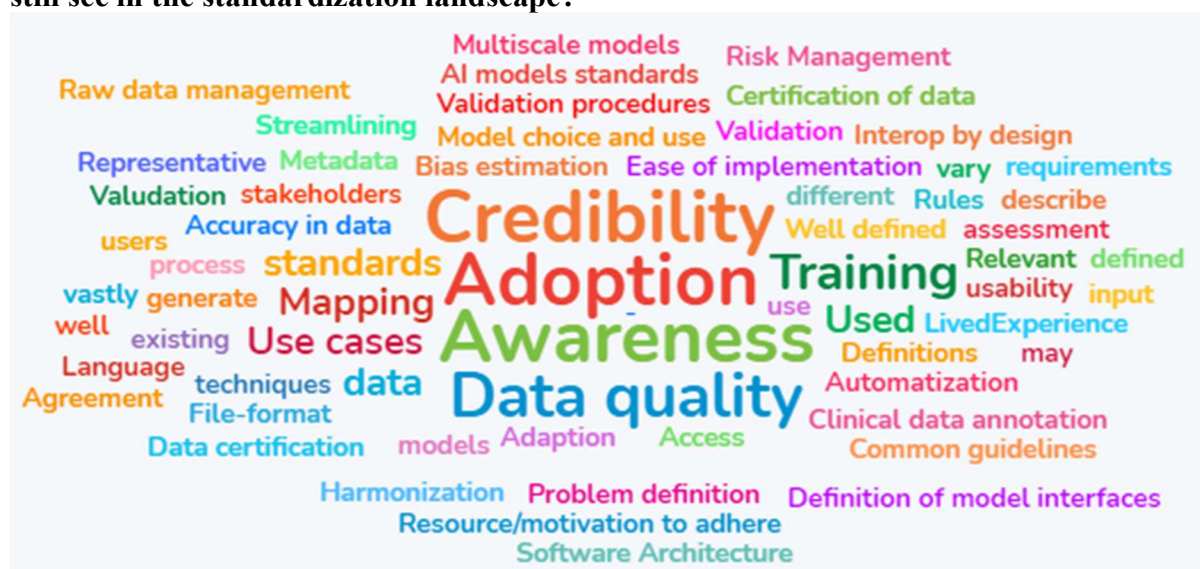 still see in the standardization landscape?
Multiscale models
Risk Management
AI models standards
Raw data management
Validation procedures
Certification of data
Streamlining
Model choice and use
Validation
Interop by design
Representative
Metadata
Bias estimation
Ease of implementation
vary
requirements
Valudation
stakeholders
Credibility
different
Rules
describe
Accuracy in data
Well defined
assessment
users
process
standards
Adoption
Training
Relevant
defined
vastly
generate
Mapping
use
usability
input
well
existing
Use cases
Awareness
Used
LivedExperience
Definitions
may
Language
techniques
data
Data quality
Automatization
Agreement
File-format
Clinical data annotation
Data certification
models
Adaption
Access
Common guidelines
Harmonization
Problem definition
Definition of model interfaces
Resource/motivation to adhere
Software Architecture